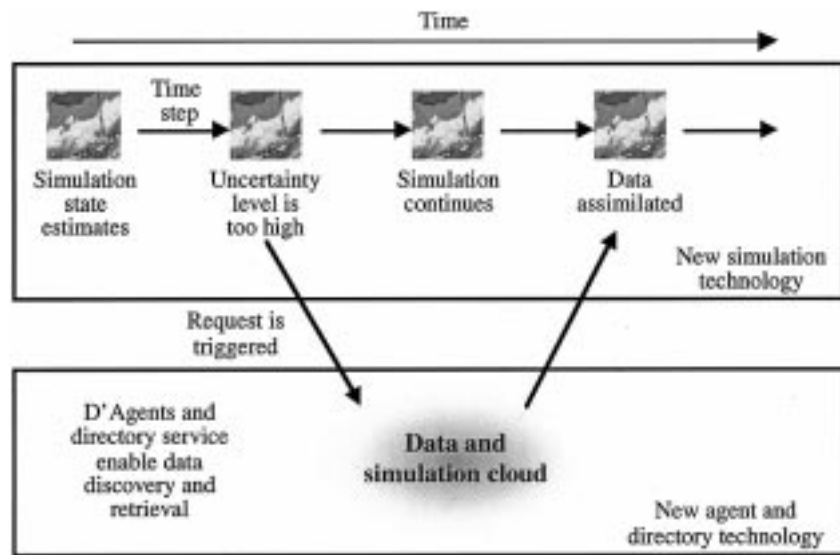 Time
Time
step
Simulation
state
estimates
Uncertainty
level is
too high
Simulation
continues
Data
assimilated
New simulation
technology
Request is
triggered
D'Agents and
directory service
enable data
discovery and
retrieval
Data and
simulation cloud
New agent and
directory technology